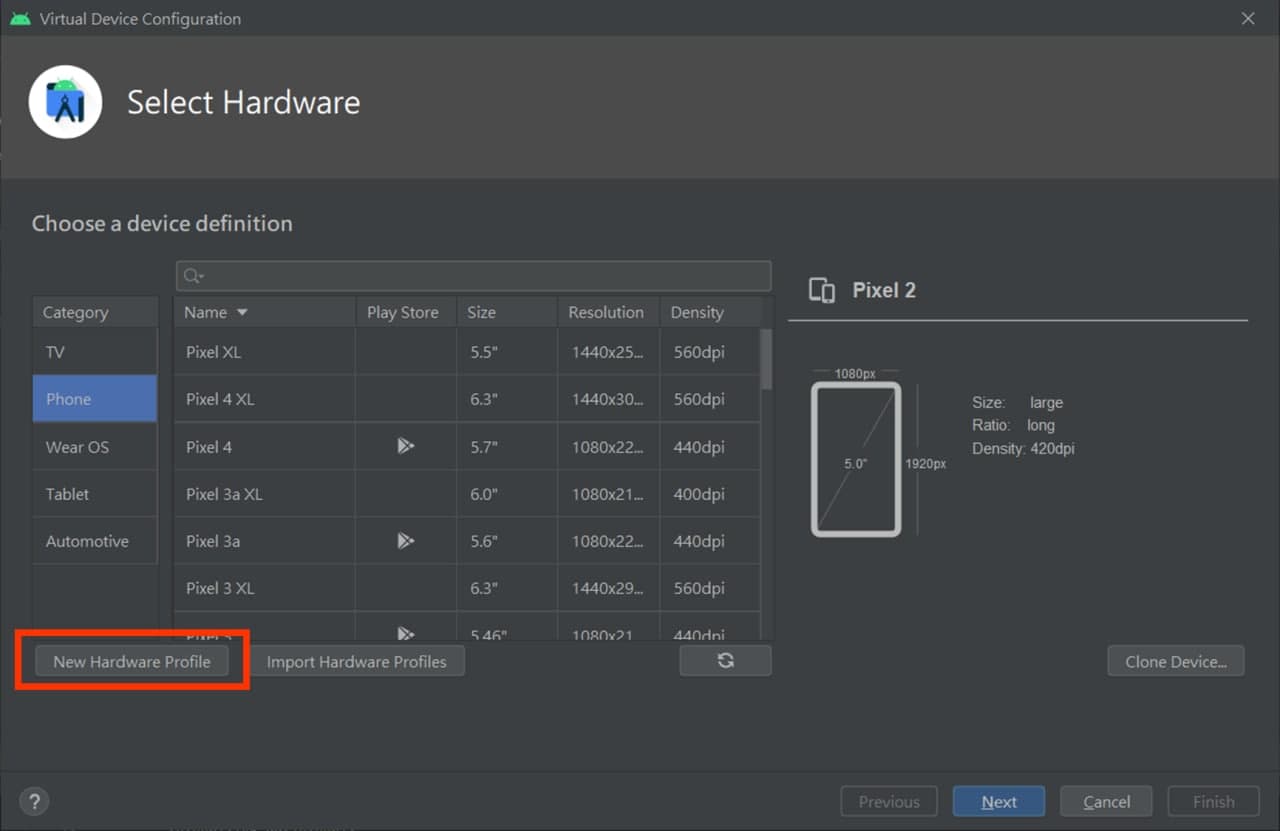 Virtual Device Configuration
Select Hardware
Choose a device definition
Category
TV
Phone
Wear OS
Tablet
Automotive
Name Play Store Size Resolution Density
Pixel XL 5.5" 1440x25... 560dpi
Pixel 4 XL 6.3" 1440x30... 560dpi
Pixel 4 5.7" 1080x22... 440dpi
Pixel 3a XL 6.0" 1080x21... 400dpi
Pixel 3a 5.6" 1080x22... 440dpi
Pixel 3 XL 6.3" 1440x29... 560dpi
Pixel 3 5.46" 1080x21... 440dpi
New Hardware Profile
Import Hardware Profiles
Pixel 2
1080px
5.0"
1920px
Size: large
Ratio: long
Density: 420dpi
Clone Device...
?
Previous
Next
Cancel
Finish